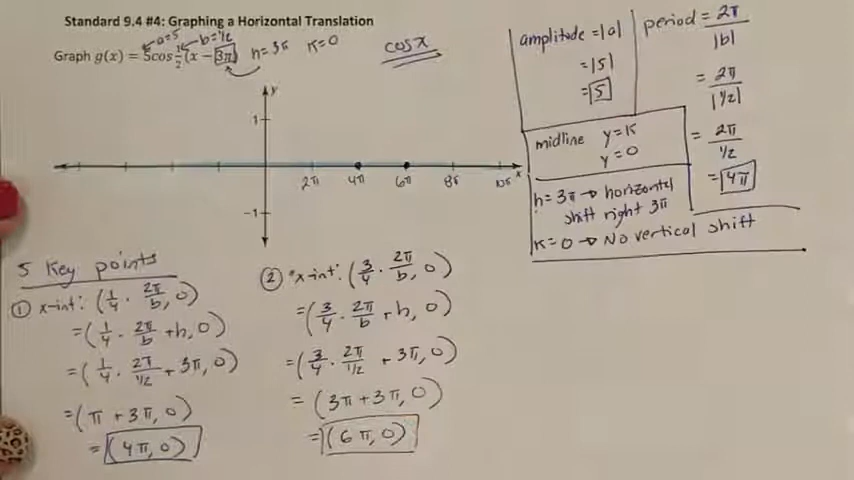 Standard 9.4 #4: Graphing a Horizontal Translation
a=5 b=1/2
Graph g(x) = 5cos 1/2 (x − 3π) h=3π K=0
cosx
amplitude = |a|
= |5|
= 5
period = 2π/|b|
= 2π/|1/2|
= 2π/1/2
= 4π
midline y=K
y=0
h=3π → horizontal
shift right 3π
K=0 → No vertical shift
y
1
x
2π 4π 6π 8π 10π
−1
5 Key points
① x-int: (1/4 · 2π/b, 0)
=(1/4 · 2π/b +h, 0)
=(1/4 · 2π/1/2 + 3π, 0)
=(π + 3π, 0)
= (4π, 0)
② x-int: (3/4 · 2π/b, 0)
=(3/4 · 2π/b + h, 0)
=(3/4 · 2π/1/2 + 3π, 0)
= (3π + 3π, 0)
= (6π, 0)